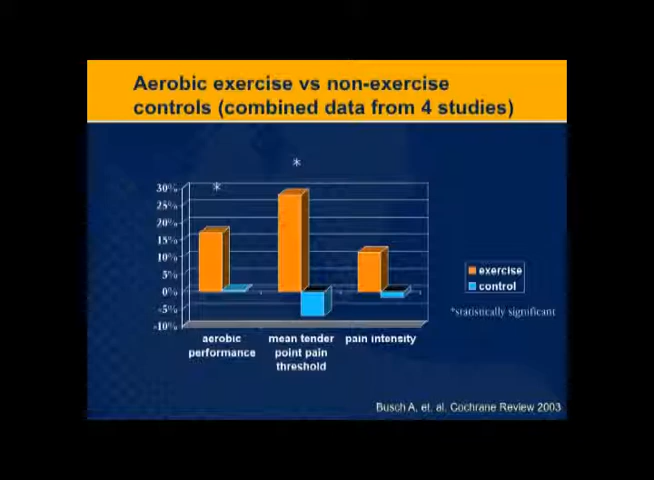 Aerobic exercise vs non-exercise
controls (combined data from 4 studies)
*
*
30%
25%
20%
15%
10%
5%
0%
-5%
-10%
aerobic
performance
mean tender
point pain
threshold
pain intensity
exercise
control
*statistically significant
Busch A, et. al. Cochrane Review 2003